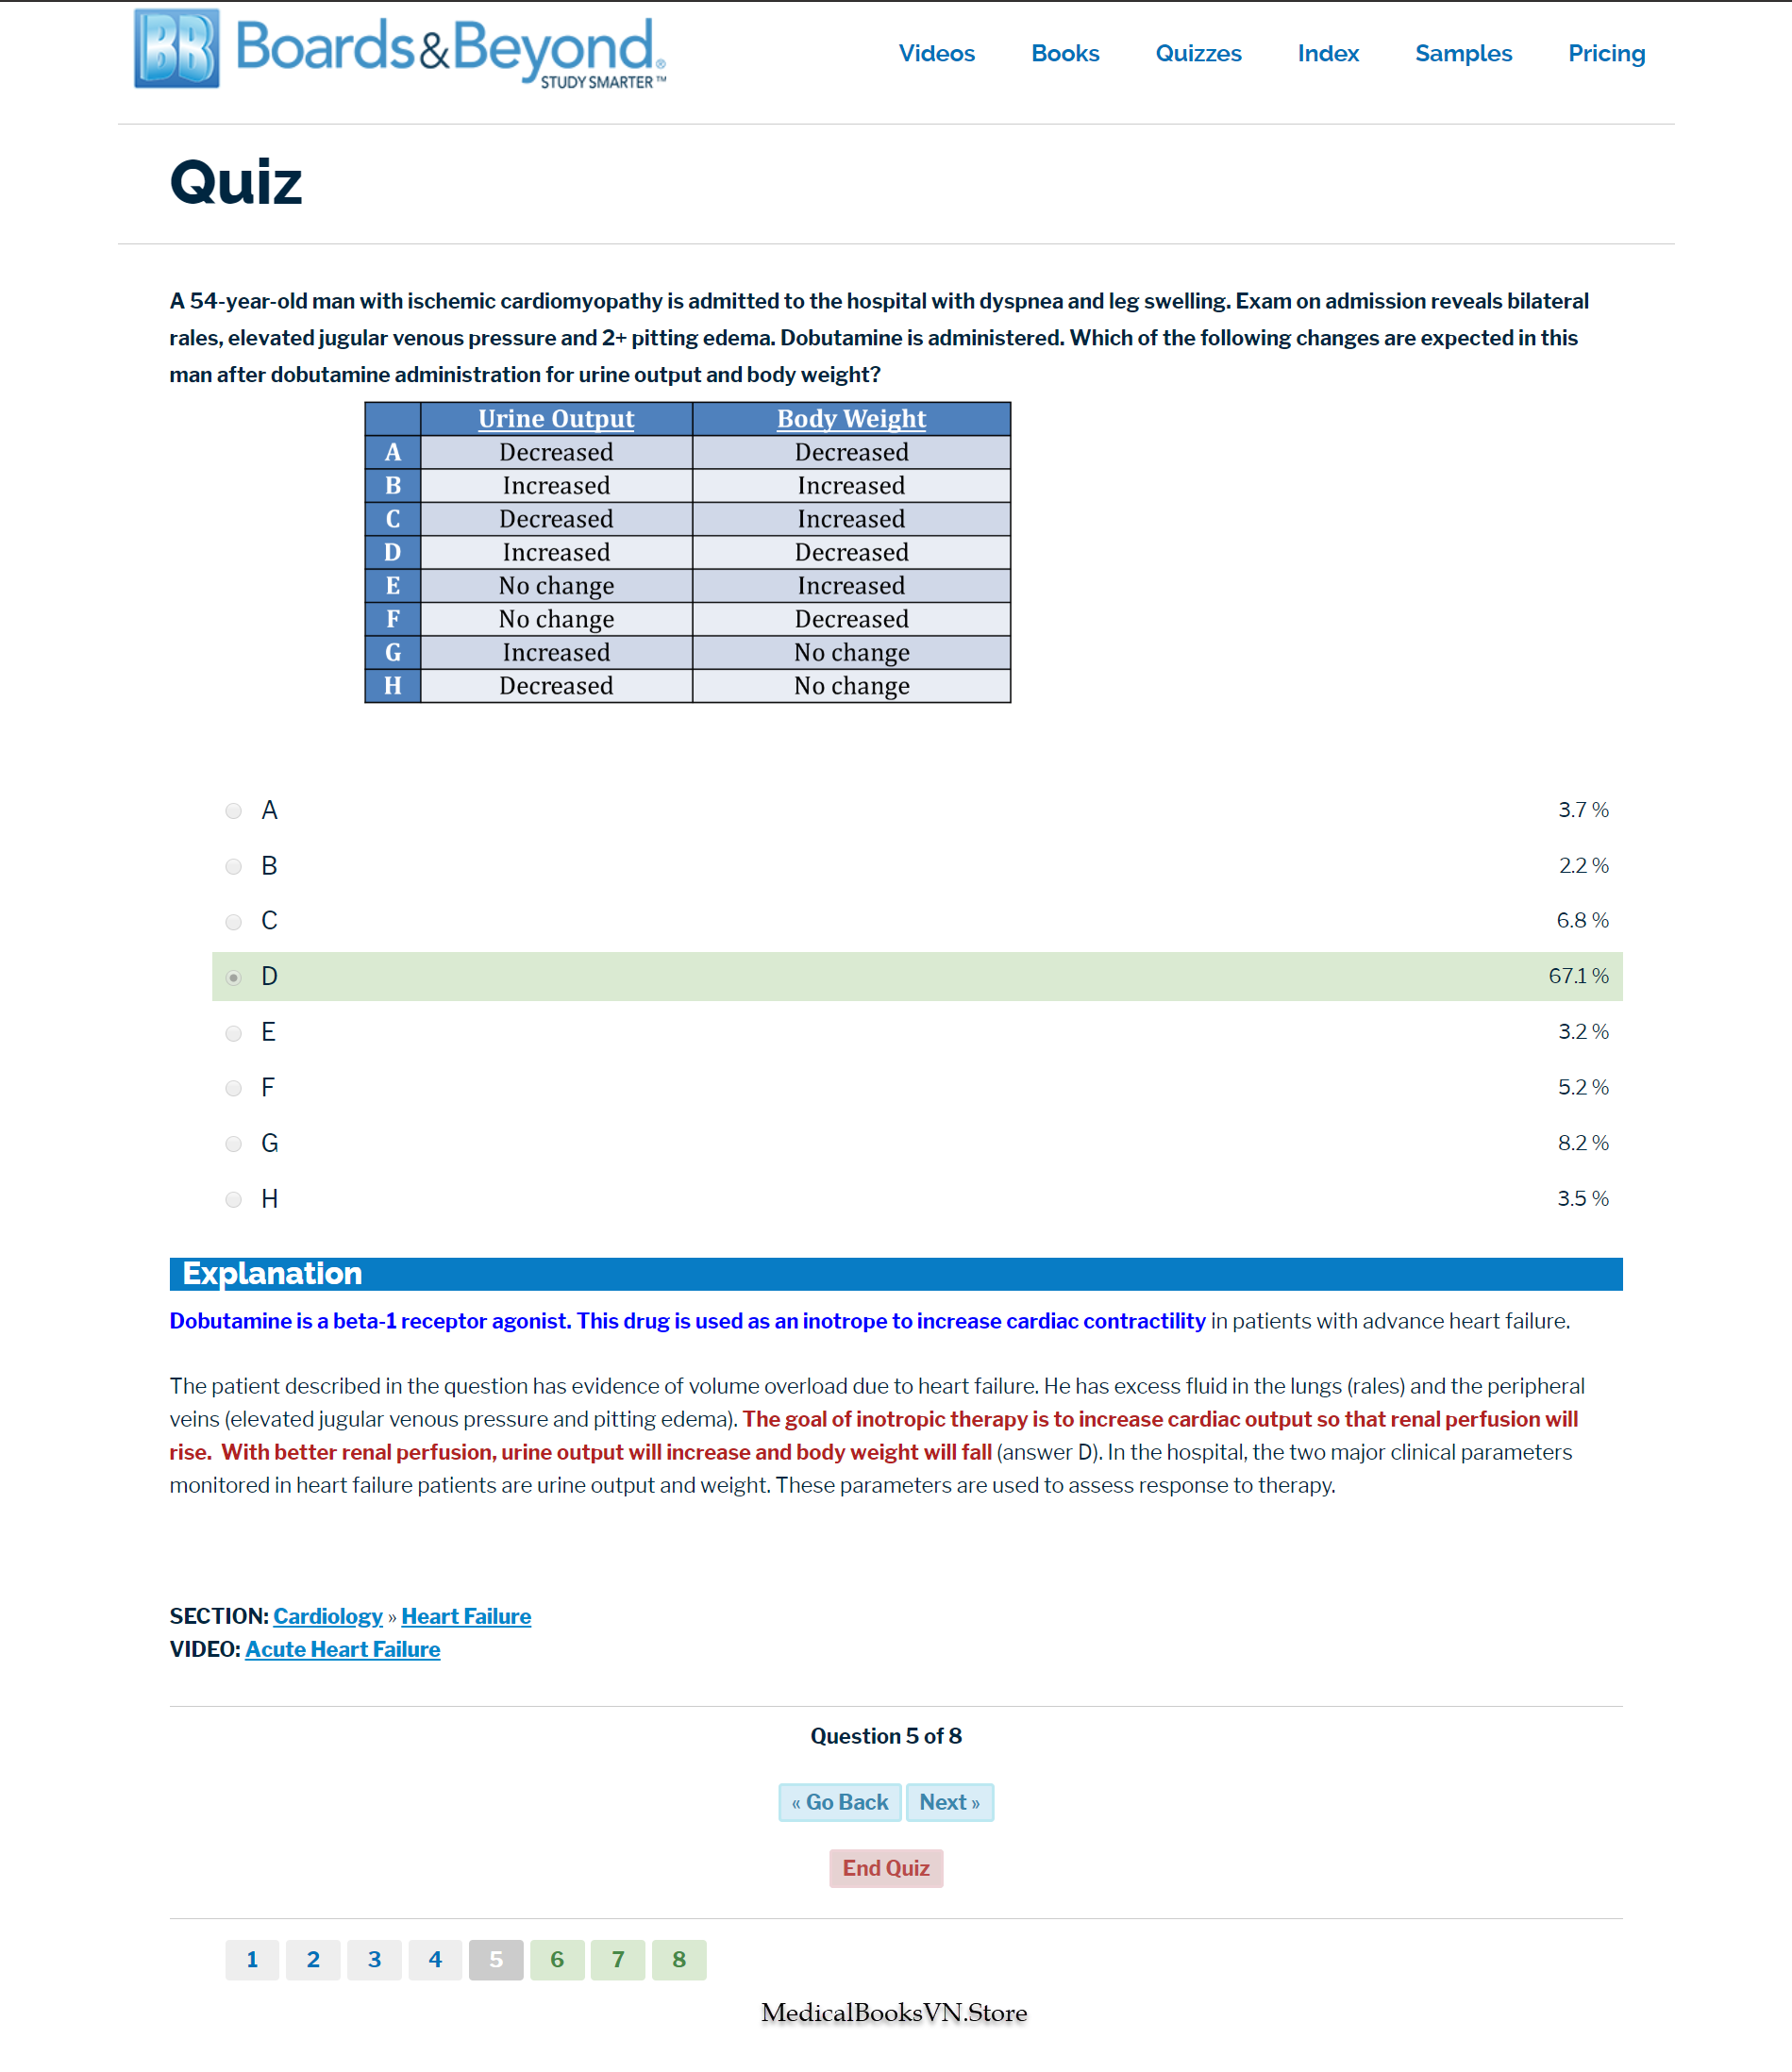 BB Boards&Beyond®
STUDY SMARTER™
Videos Books Quizzes Index Samples Pricing
Quiz
A 54-year-old man with ischemic cardiomyopathy is admitted to the hospital with dyspnea and leg swelling. Exam on admission reveals bilateral
rales, elevated jugular venous pressure and 2+ pitting edema. Dobutamine is administered. Which of the following changes are expected in this
man after dobutamine administration for urine output and body weight?
Urine Output Body Weight
A Decreased Decreased
B Increased Increased
C Decreased Increased
D Increased Decreased
E No change Increased
F No change Decreased
G Increased No change
H Decreased No change
A 3.7 %
B 2.2 %
C 6.8 %
D 67.1 %
E 3.2 %
F 5.2 %
G 8.2 %
H 3.5 %
Explanation
Dobutamine is a beta-1 receptor agonist. This drug is used as an inotrope to increase cardiac contractility in patients with advance heart failure.
The patient described in the question has evidence of volume overload due to heart failure. He has excess fluid in the lungs (rales) and the peripheral
veins (elevated jugular venous pressure and pitting edema). The goal of inotropic therapy is to increase cardiac output so that renal perfusion will
rise. With better renal perfusion, urine output will increase and body weight will fall (answer D). In the hospital, the two major clinical parameters
monitored in heart failure patients are urine output and weight. These parameters are used to assess response to therapy.
SECTION: Cardiology » Heart Failure
VIDEO: Acute Heart Failure
Question 5 of 8
« Go Back Next »
End Quiz
1 2 3 4 5 6 7 8
MedicalBooksVN.Store